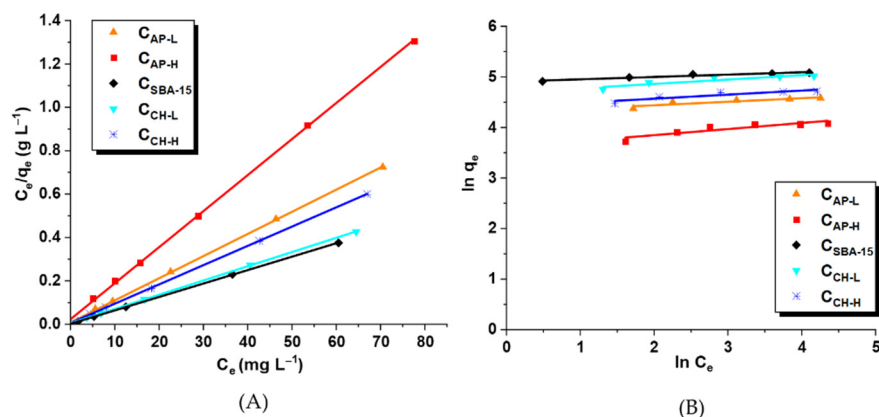 C_AP-L
C_AP-H
C_SBA-15
C_CH-L
C_CH-H
C_e/q_e (g L⁻¹)
1.4
1.2
1.0
0.8
0.6
0.4
0.2
0.0
0 10 20 30 40 50 60 70 80
C_e (mg L⁻¹)
(A)
ln q_e
6
5
4
3
2
1
0
C_AP-L
C_AP-H
C_SBA-15
C_CH-L
C_CH-H
0 1 2 3 4 5
ln C_e
(B)